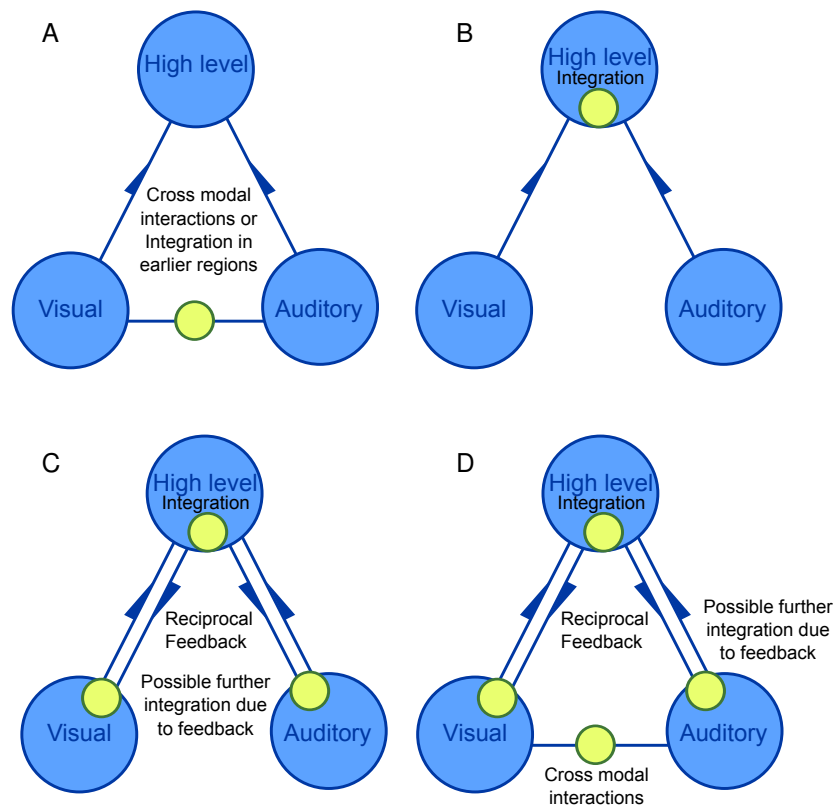 A
High level
Cross modal
interactions or
Integration in
earlier regions
Visual
Auditory
B
High level
Integration
Visual
Auditory
C
High level
Integration
Reciprocal
Feedback
Possible further
integration due
to feedback
Visual
Auditory
D
High level
Integration
Reciprocal
Feedback
Possible further
integration due
to feedback
Visual
Auditory
Cross modal
interactions